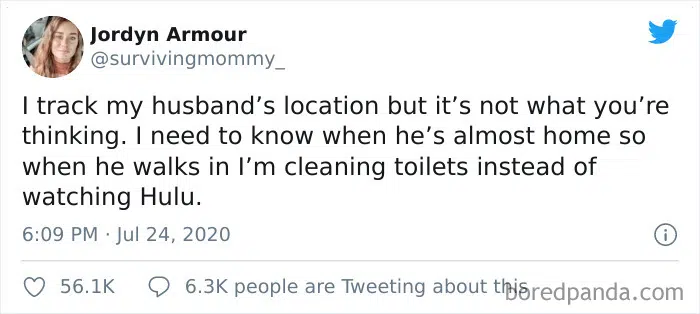 Jordyn Armour
@survivingmommy_
I track my husband’s location but it’s not what you’re
thinking. I need to know when he’s almost home so
when he walks in I’m cleaning toilets instead of
watching Hulu.
6:09 PM · Jul 24, 2020
56.1K 6.3K people are Tweeting about this
boredpanda.com